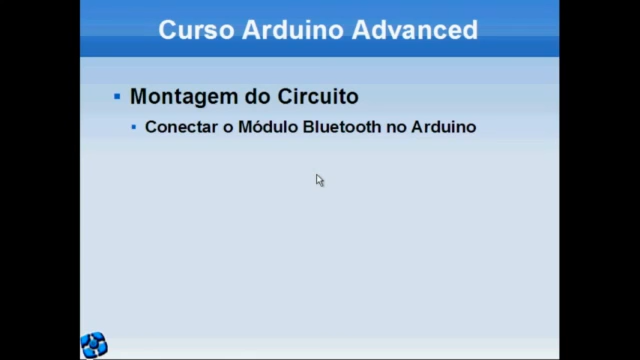 Curso Arduino Advanced
Montagem do Circuito
Conectar o Módulo Bluetooth no Arduino